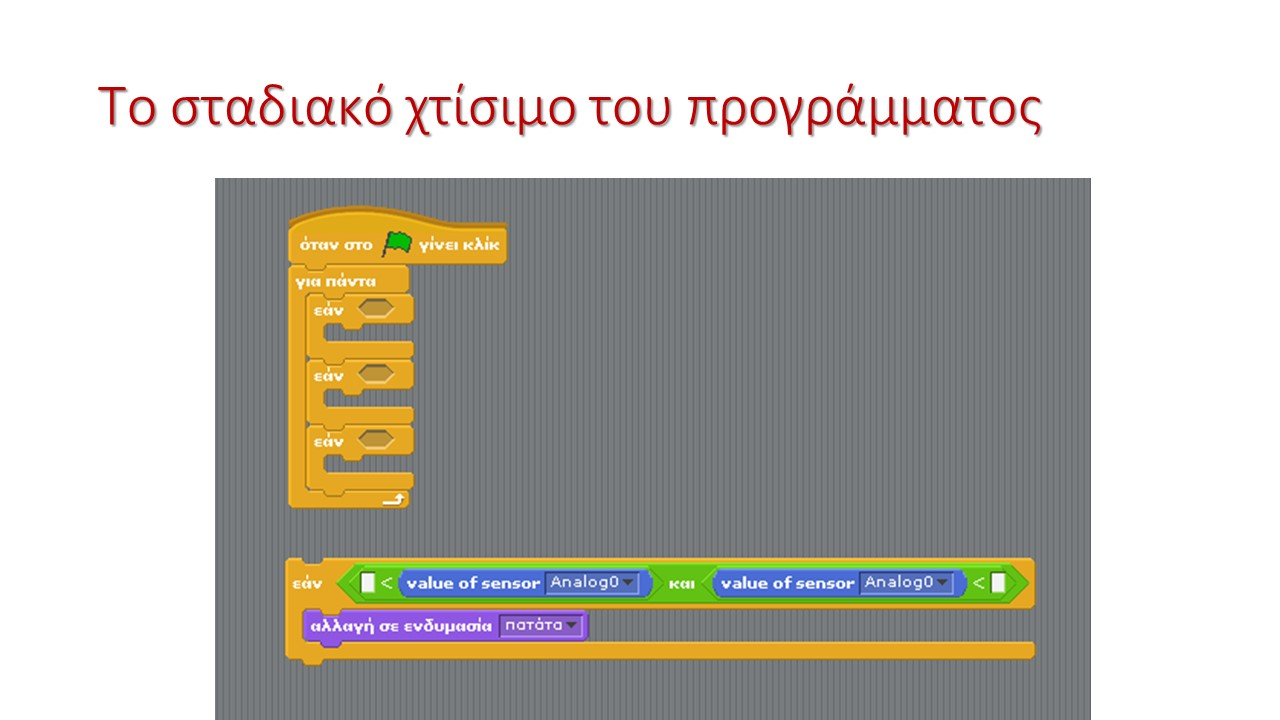 Το σταδιακό χτίσιμο του προγράμματος
όταν στο γίνει κλίκ
για πάντα
εάν
εάν
εάν
εάν < value of sensor Analog0 και value of sensor Analog0 <
αλλαγή σε ενδυμασία πατάτα